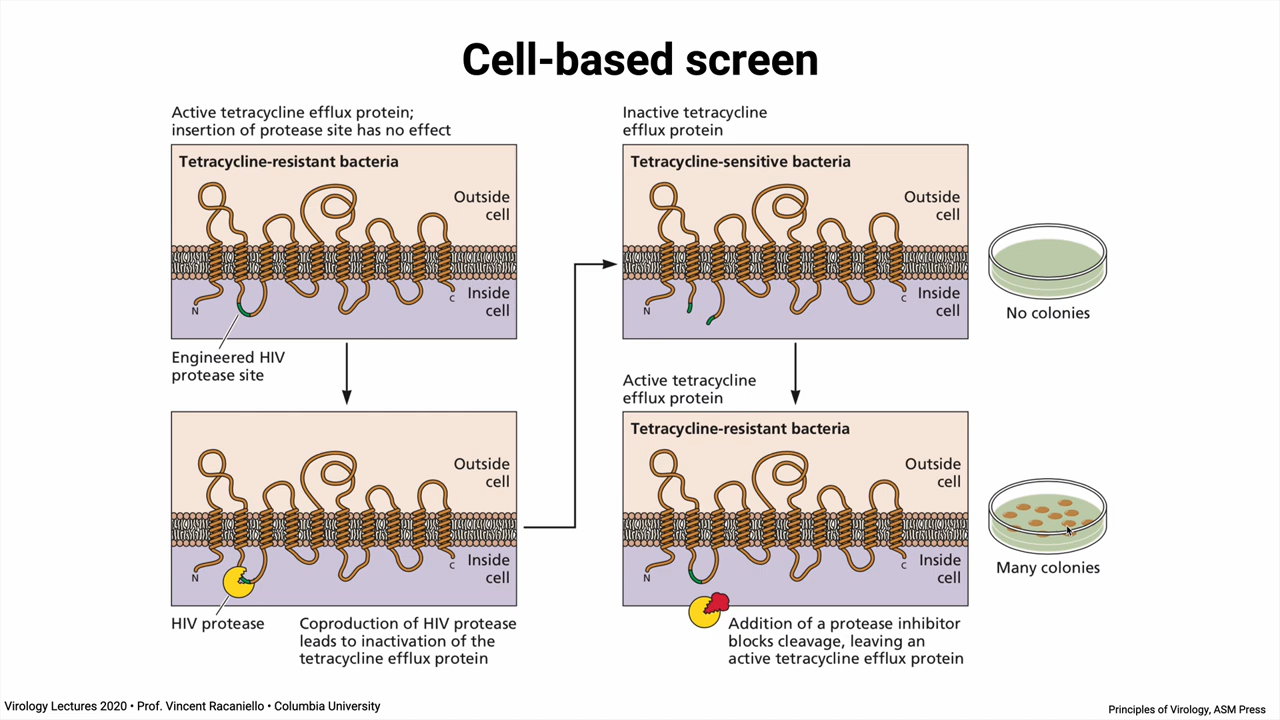 Cell-based screen
Active tetracycline efflux protein;
insertion of protease site has no effect
Tetracycline-resistant bacteria
Outside
cell
Inside
cell
N
C
Engineered HIV
protease site
Outside
cell
Inside
cell
N
C
HIV protease
Coproduction of HIV protease
leads to inactivation of the
tetracycline efflux protein
Inactive tetracycline
efflux protein
Tetracycline-sensitive bacteria
Outside
cell
Inside
cell
N
C
No colonies
Active tetracycline
efflux protein
Tetracycline-resistant bacteria
Outside
cell
Inside
cell
N
C
Many colonies
Addition of a protease inhibitor
blocks cleavage, leaving an
active tetracycline efflux protein
Virology Lectures 2020 • Prof. Vincent Racaniello • Columbia University
Principles of Virology, ASM Press